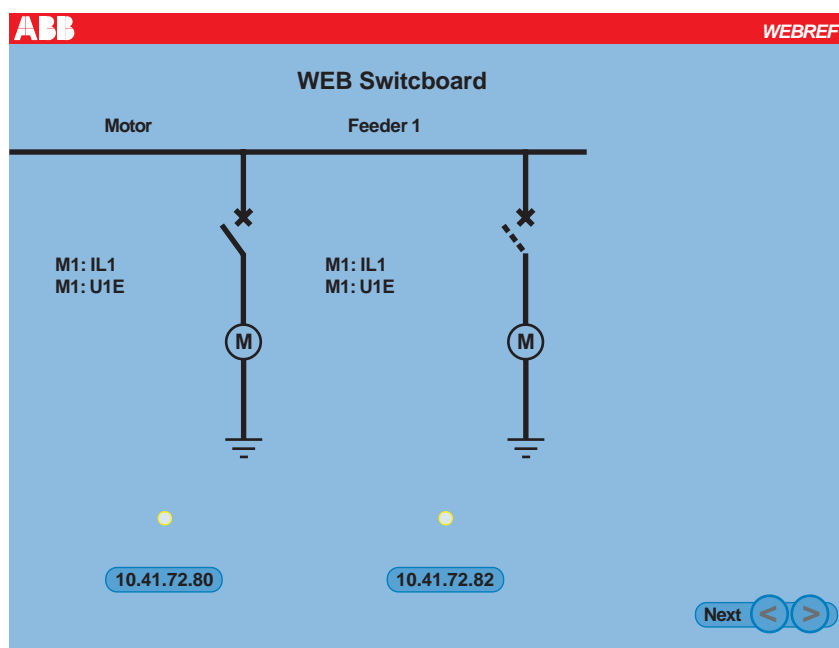 ABB
WEBREF
WEB Switcboard
Motor
Feeder 1
M1: IL1
M1: U1E
M1: IL1
M1: U1E
M
M
10.41.72.80
10.41.72.82
Next < >